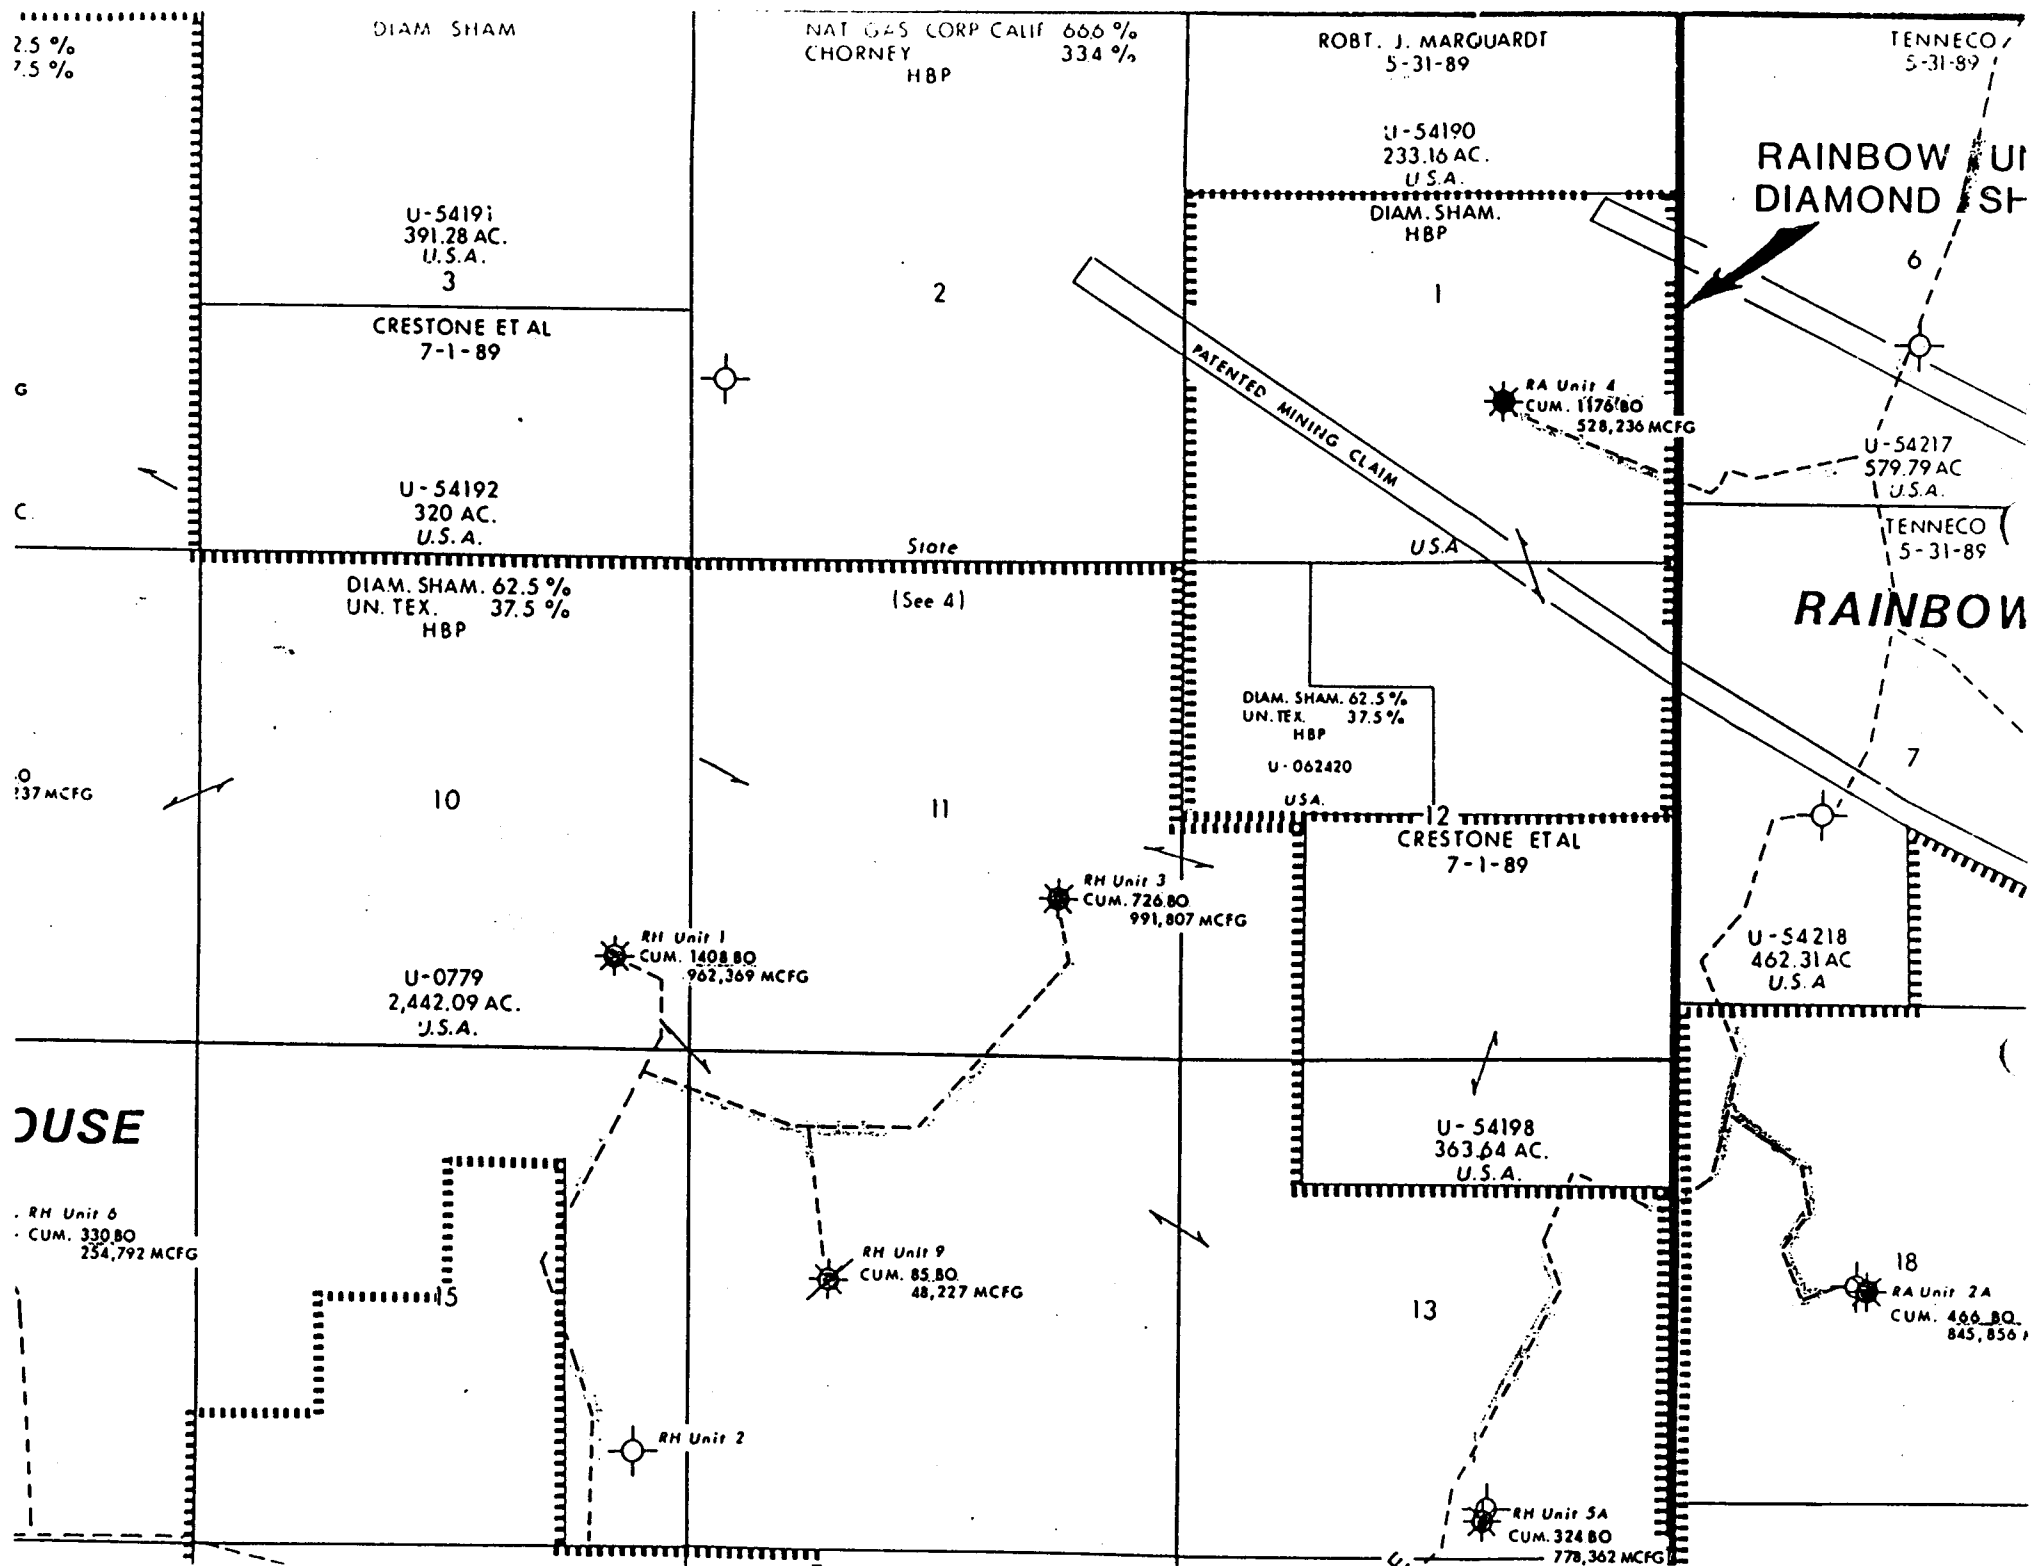 2.5 %
7.5 %
DIAM SHAM
NAT GAS CORP CALIF 66.6 %
CHORNEY 33.4 %
HBP
ROBT. J. MARQUARDT
5-31-89
TENNECO
5-31-89
U-54190
233.16 AC.
U.S.A.
RAINBOW UN
DIAMOND SH
U-54191
391.28 AC.
U.S.A.
3
DIAM. SHAM.
HBP
2
1
6
CRESTONE ET AL
7-1-89
G
PATENTED MINING CLAIM
RA Unit 4
CUM. 1176 BO
528,236 MCFG
U-54217
579.79 AC
U.S.A.
U-54192
320 AC.
U.S.A.
C.
State
U.S.A
TENNECO
5-31-89
DIAM. SHAM. 62.5 %
UN. TEX. 37.5 %
HBP
(See 4)
RAINBOW
DIAM. SHAM. 62.5 %
UN. TEX. 37.5 %
HBP
U-062420
USA.
7
O
137 MCFG
10
11
12
CRESTONE ET AL
7-1-89
RH Unit 3
CUM. 726 BO
991,807 MCFG
RH Unit 1
CUM. 1408 BO
962,369 MCFG
U-54218
462.31 AC
U.S.A
U-0779
2,442.09 AC.
U.S.A.
OUSE
U-54198
363.64 AC.
U.S.A.
RH Unit 6
CUM. 330 BO
254,792 MCFG
RH Unit 9
CUM. 85 BO
48,227 MCFG
15
13
18
RA Unit 2A
CUM. 466 BO
845,856 M
RH Unit 2
RH Unit 5A
CUM. 324 BO
778,362 MCFG